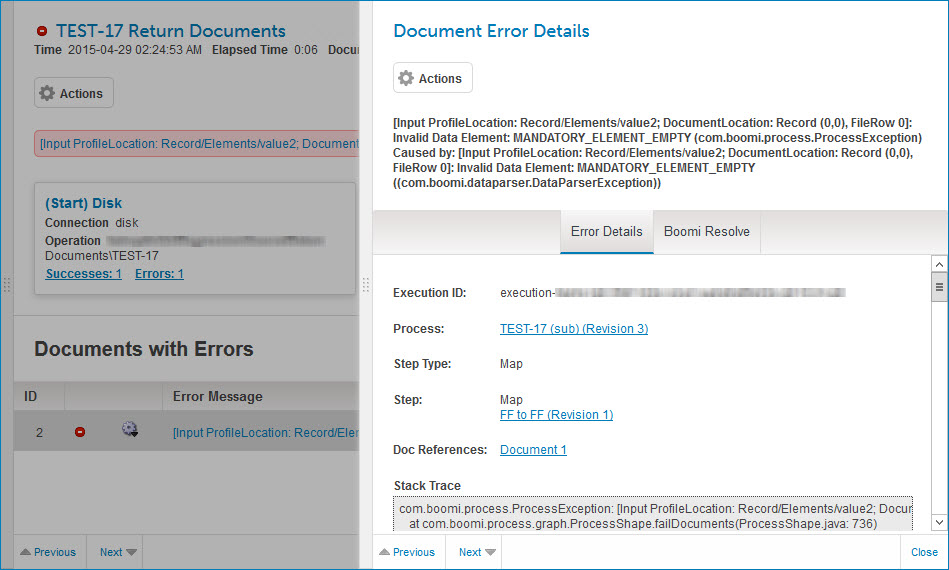 TEST-17 Return Documents
Time 2015-04-29 02:24:53 AM Elapsed Time 0:06 Docu
Actions
[Input ProfileLocation: Record/Elements/value2; Document
(Start) Disk
Connection disk
Operation
Documents\TEST-17
Successes: 1 Errors: 1
Documents with Errors
ID Error Message
2 [Input ProfileLocation: Record/Ele
Previous Next
Document Error Details
Actions
[Input ProfileLocation: Record/Elements/value2; DocumentLocation: Record (0,0), FileRow 0]:
Invalid Data Element: MANDATORY_ELEMENT_EMPTY (com.boomi.process.ProcessException)
Caused by: [Input ProfileLocation: Record/Elements/value2; DocumentLocation: Record (0,0),
FileRow 0]: Invalid Data Element: MANDATORY_ELEMENT_EMPTY
((com.boomi.dataparser.DataParserException))
Error Details Boomi Resolve
Execution ID: execution-
Process: TEST-17 (sub) (Revision 3)
Step Type: Map
Step: Map
FF to FF (Revision 1)
Doc References: Document 1
Stack Trace
com.boomi.process.ProcessException: [Input ProfileLocation: Record/Elements/value2; Docur
at com.boomi.process.graph.ProcessShape.failDocuments(ProcessShape.java: 736)
Previous Next Close